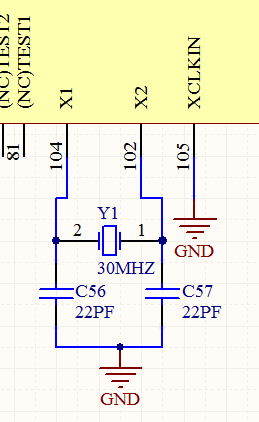 (NC)TEST2
(NC)TEST1
X1
X2
XCLKIN
81
104
102
105
Y1
2
1
30MHZ
GND
C56
22PF
C57
22PF
GND